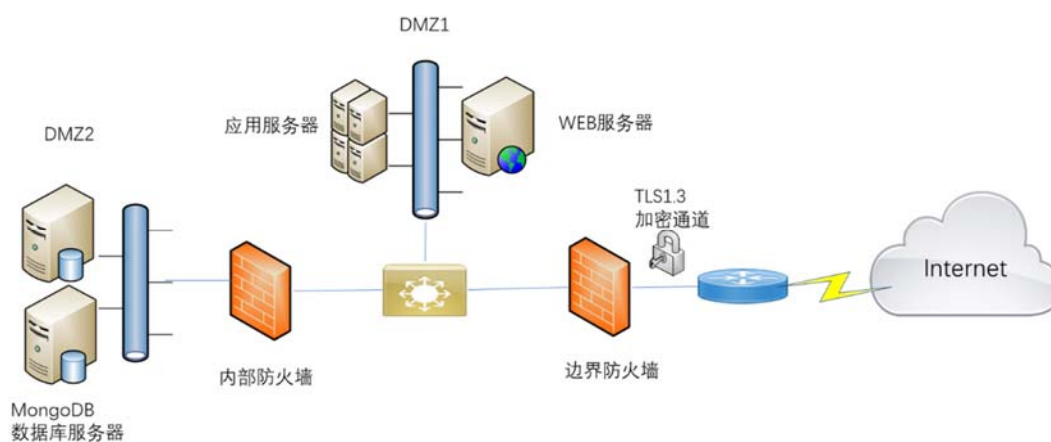 DMZ1
应用服务器
WEB服务器
DMZ2
TLS1.3
加密通道
Internet
内部防火墙
边界防火墙
MongoDB
数据库服务器